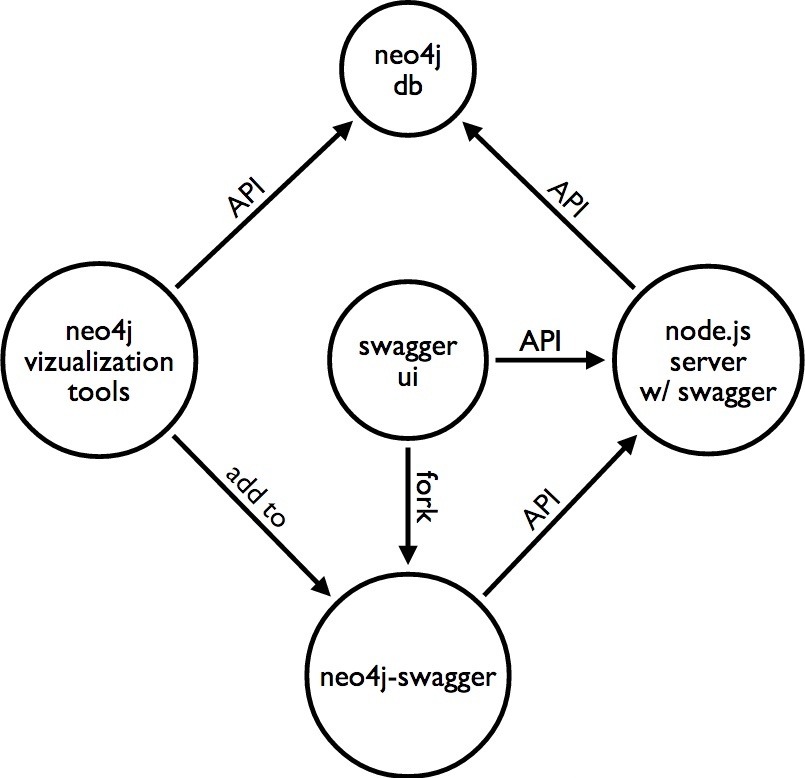 neo4j
db
API
API
neo4j
vizualization
tools
swagger
ui
API
node.js
server
w/ swagger
add to
fork
API
neo4j-swagger